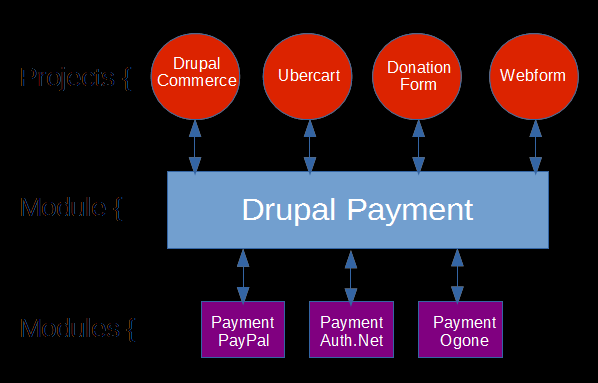 Projects {
Drupal
Commerce
Ubercart
Donation
Form
Webform
Module {
Drupal Payment
Modules {
Payment
PayPal
Payment
Auth.Net
Payment
Ogone